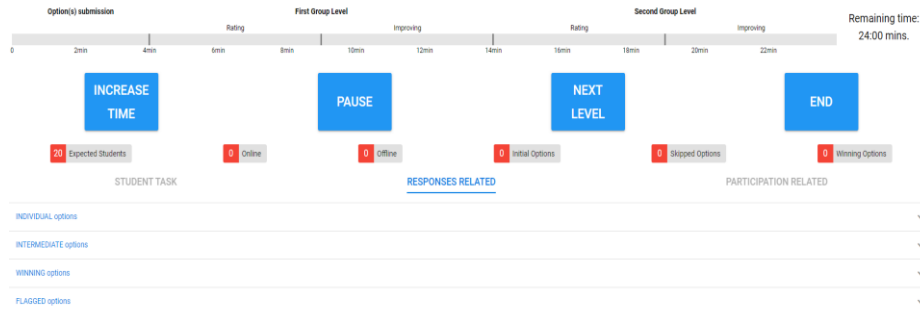 Option(s) submission First Group Level Second Group Level
Remaining time:
24:00 mins.
Rating Improving Rating Improving
0 2min 4min 6min 8min 10min 12min 14min 16min 18min 20min 22min
INCREASE
TIME
PAUSE
NEXT
LEVEL
END
20 Expected Students 0 Online 0 Offline 0 Initial Options 0 Skipped Options 0 Winning Options
STUDENT TASK RESPONSES RELATED PARTICIPATION RELATED
INDIVIDUAL options
INTERMEDIATE options
WINNING options
FLAGGED options